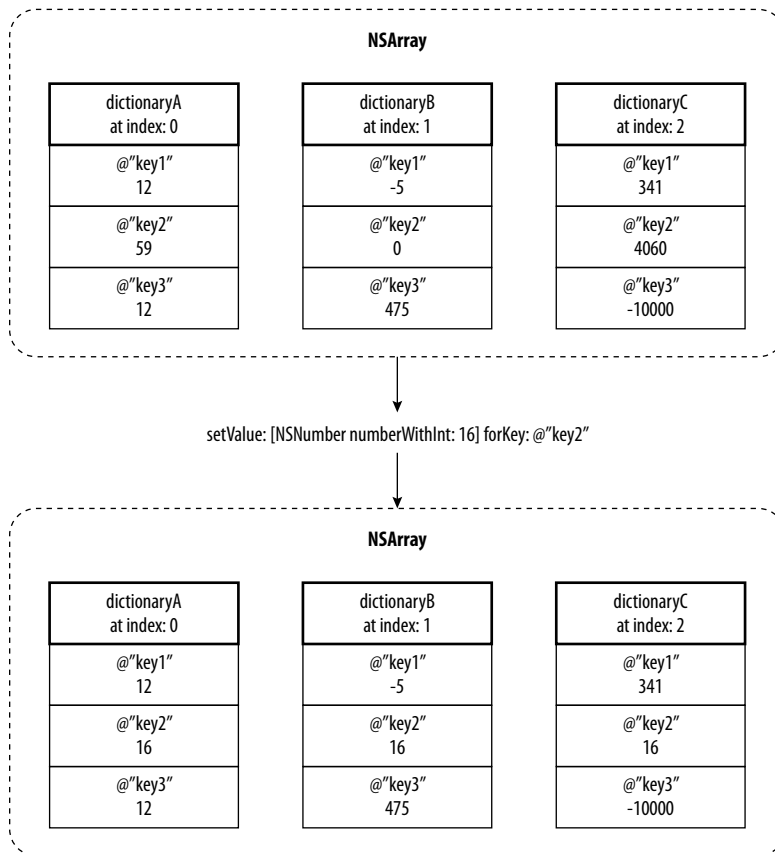 NSArray
dictionaryA
at index: 0
@"key1"
12
@"key2"
59
@"key3"
12
dictionaryB
at index: 1
@"key1"
-5
@"key2"
0
@"key3"
475
dictionaryC
at index: 2
@"key1"
341
@"key2"
4060
@"key3"
-10000
setValue: [NSNumber numberWithInt: 16] forKey: @"key2"
NSArray
dictionaryA
at index: 0
@"key1"
12
@"key2"
16
@"key3"
12
dictionaryB
at index: 1
@"key1"
-5
@"key2"
16
@"key3"
475
dictionaryC
at index: 2
@"key1"
341
@"key2"
16
@"key3"
-10000